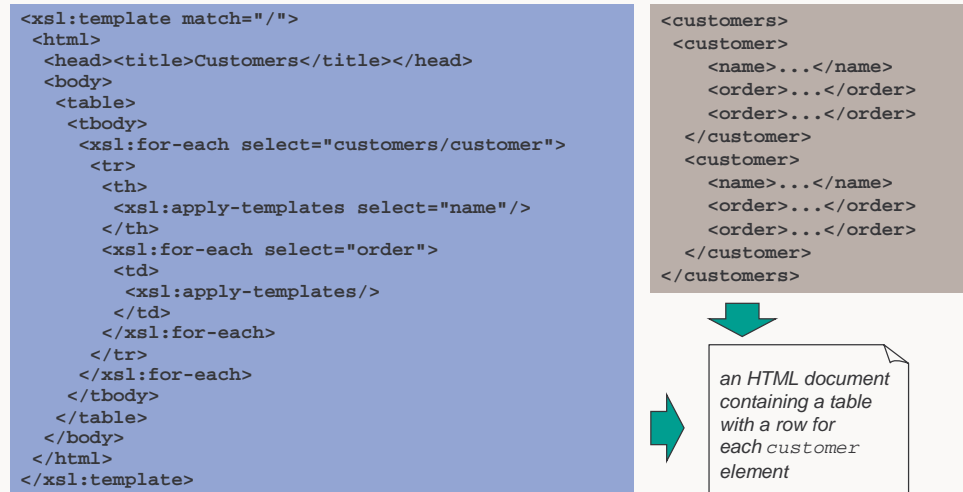 <xsl:template match="/">
 <html>
  <head><title>Customers</title></head>
  <body>
   <table>
    <tbody>
     <xsl:for-each select="customers/customer">
      <tr>
       <th>
        <xsl:apply-templates select="name"/>
       </th>
       <xsl:for-each select="order">
        <td>
         <xsl:apply-templates/>
        </td>
       </xsl:for-each>
      </tr>
     </xsl:for-each>
    </tbody>
   </table>
  </body>
 </html>
</xsl:template>
<customers>
 <customer>
    <name>...</name>
    <order>...</order>
    <order>...</order>
  </customer>
  <customer>
    <name>...</name>
    <order>...</order>
    <order>...</order>
  </customer>
</customers>
an HTML document
containing a table
with a row for
each customer
element